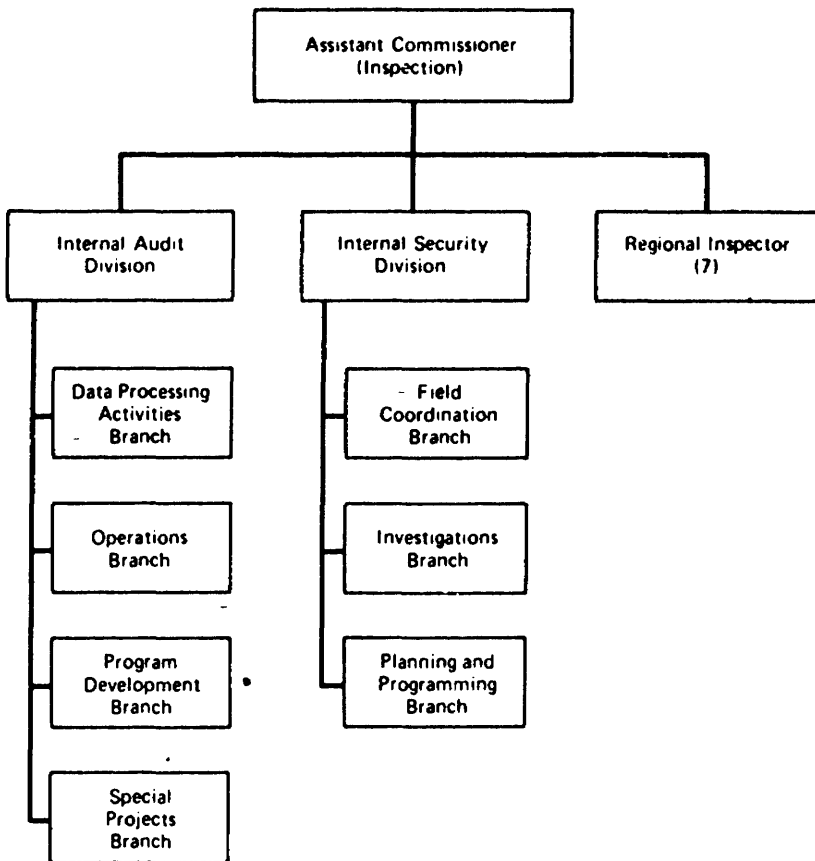 Assistant Commissioner
(Inspection)
Internal Audit
Division
Internal Security
Division
Regional Inspector
(7)
Data Processing
Activities
Branch
Operations
Branch
Program
Development
Branch
Special
Projects
Branch
Field
Coordination
Branch
Investigations
Branch
Planning and
Programming
Branch